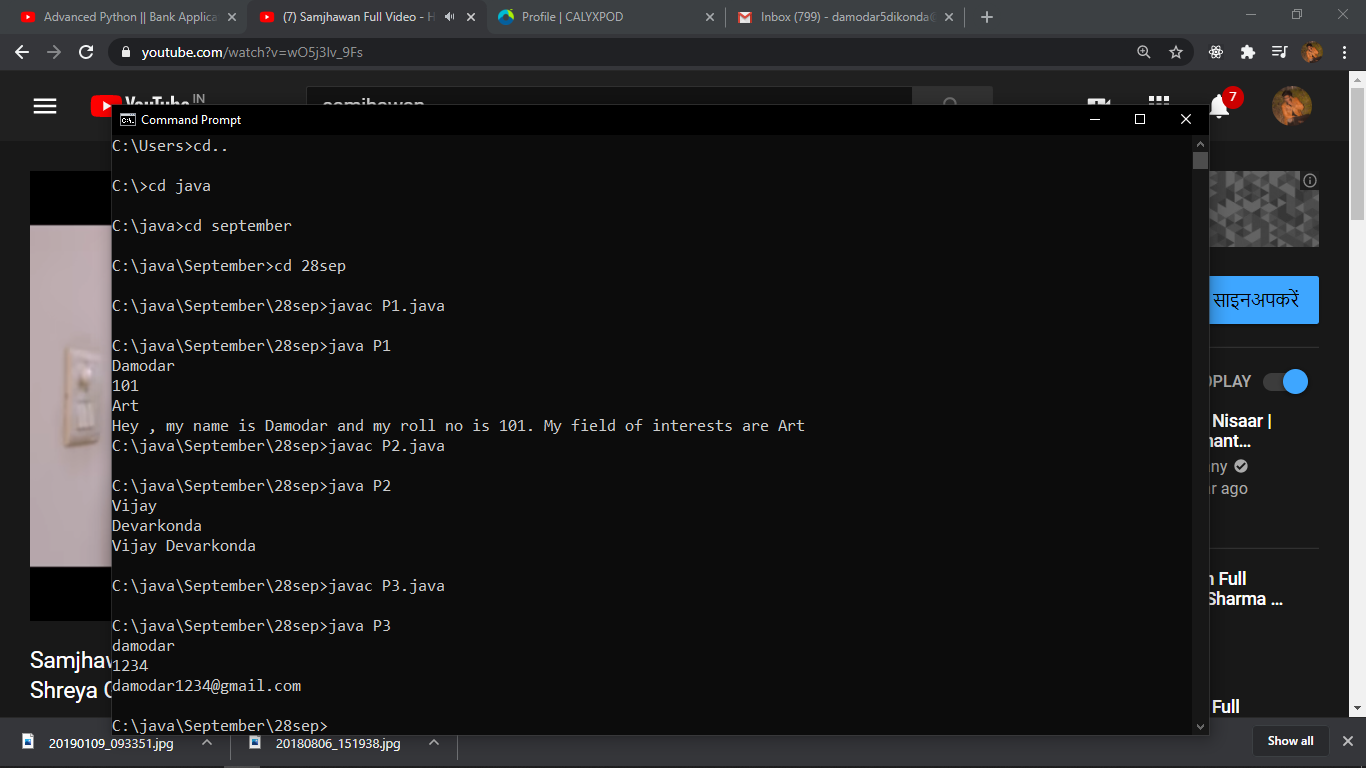 Advanced Python || Bank Applica
(7) Samjhawan Full Video - H
Profile | CALYXPOD
Inbox (799) - damodar5dikonda@
youtube.com/watch?v=wO5j3lv_9Fs
YouTube IN
samjhawan
7
Command Prompt
C:\Users>cd..
C:\>cd java
C:\java>cd september
C:\java\September>cd 28sep
C:\java\September\28sep>javac P1.java
C:\java\September\28sep>java P1
Damodar
101
Art
Hey , my name is Damodar and my roll no is 101. My field of interests are Art
C:\java\September\28sep>javac P2.java
C:\java\September\28sep>java P2
Vijay
Devarkonda
Vijay Devarkonda
C:\java\September\28sep>javac P3.java
C:\java\September\28sep>java P3
damodar
1234
damodar1234@gmail.com
C:\java\September\28sep>
साइनअपकरें
OPLAY
Nisaar |
nant...
ny
r ago
n Full
Sharma ...
Full
Samjhaw
Shreya G
20190109_093351.jpg
20180806_151938.jpg
Show all